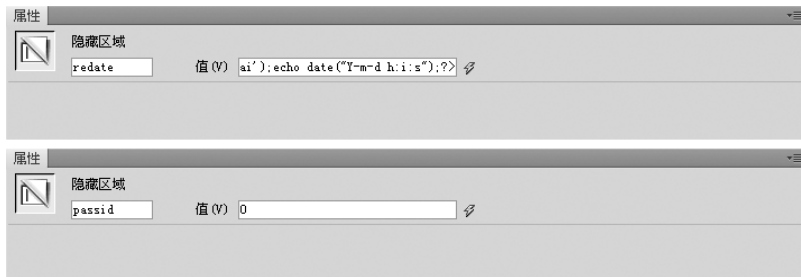 属性
隐藏区域
redate 值(V) ai');echo date("Y-m-d h:i:s");?>
属性
隐藏区域
passid 值(V) 0